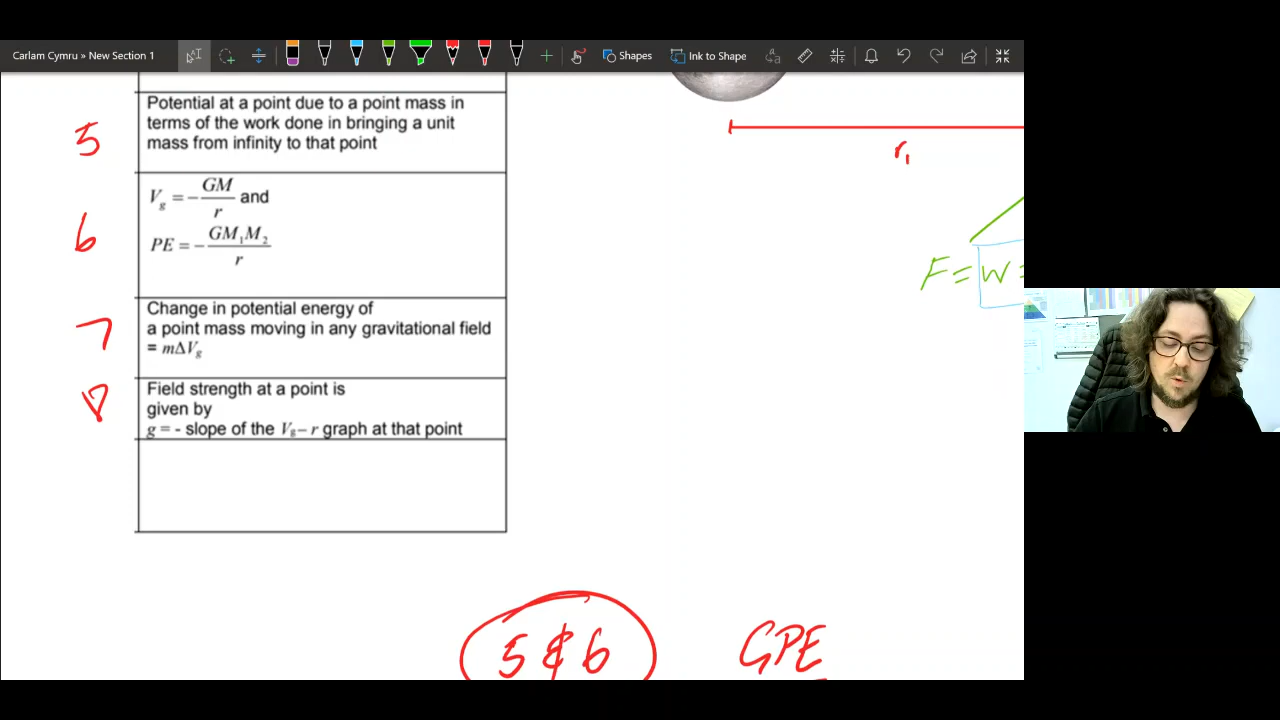 Carlam Cymru » New Section 1
Shapes
Ink to Shape
5
Potential at a point due to a point mass in
terms of the work done in bringing a unit
mass from infinity to that point
6
V_g = -GM/r and
PE = -GM₁M₂/r
7
Change in potential energy of
a point mass moving in any gravitational field
= mΔV_g
8
Field strength at a point is
given by
g = - slope of the V_g – r graph at that point
r₁
F = W =
5 & 6
GPE